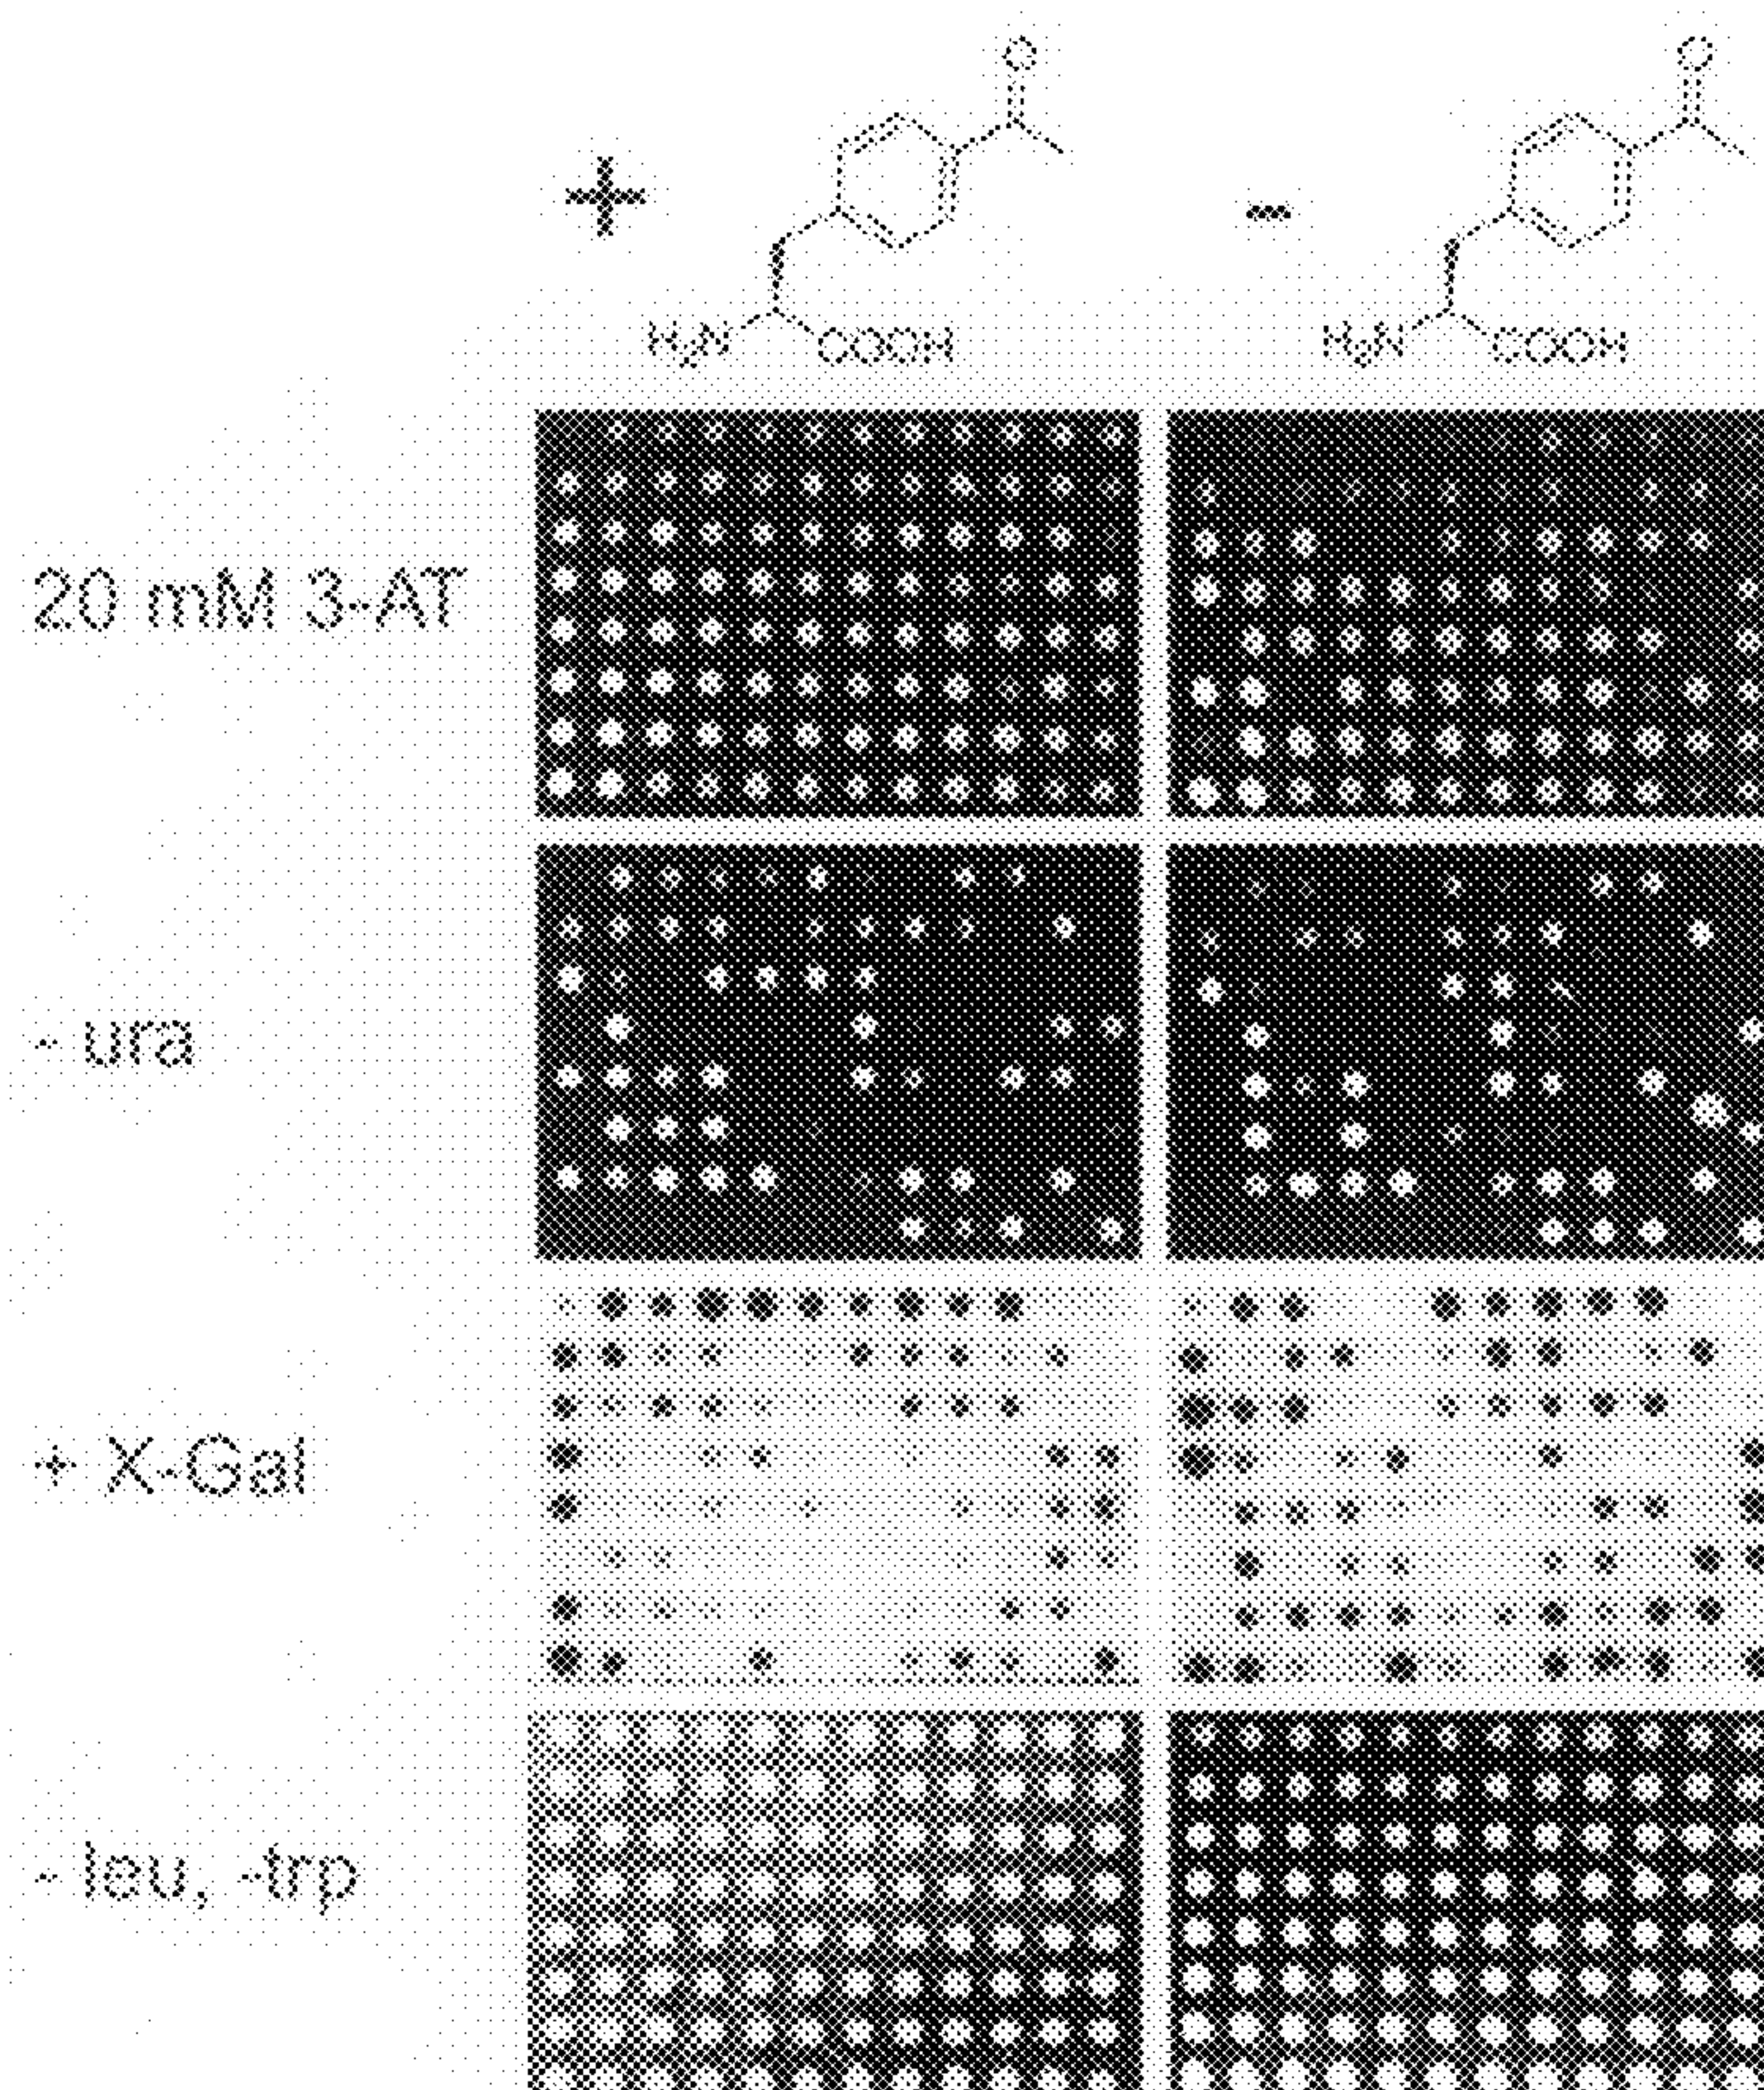 O O
+ -
H₂N COOH H₂N COOH
20 mM 3-AT
- ura
+ X-Gal
- leu, -trp